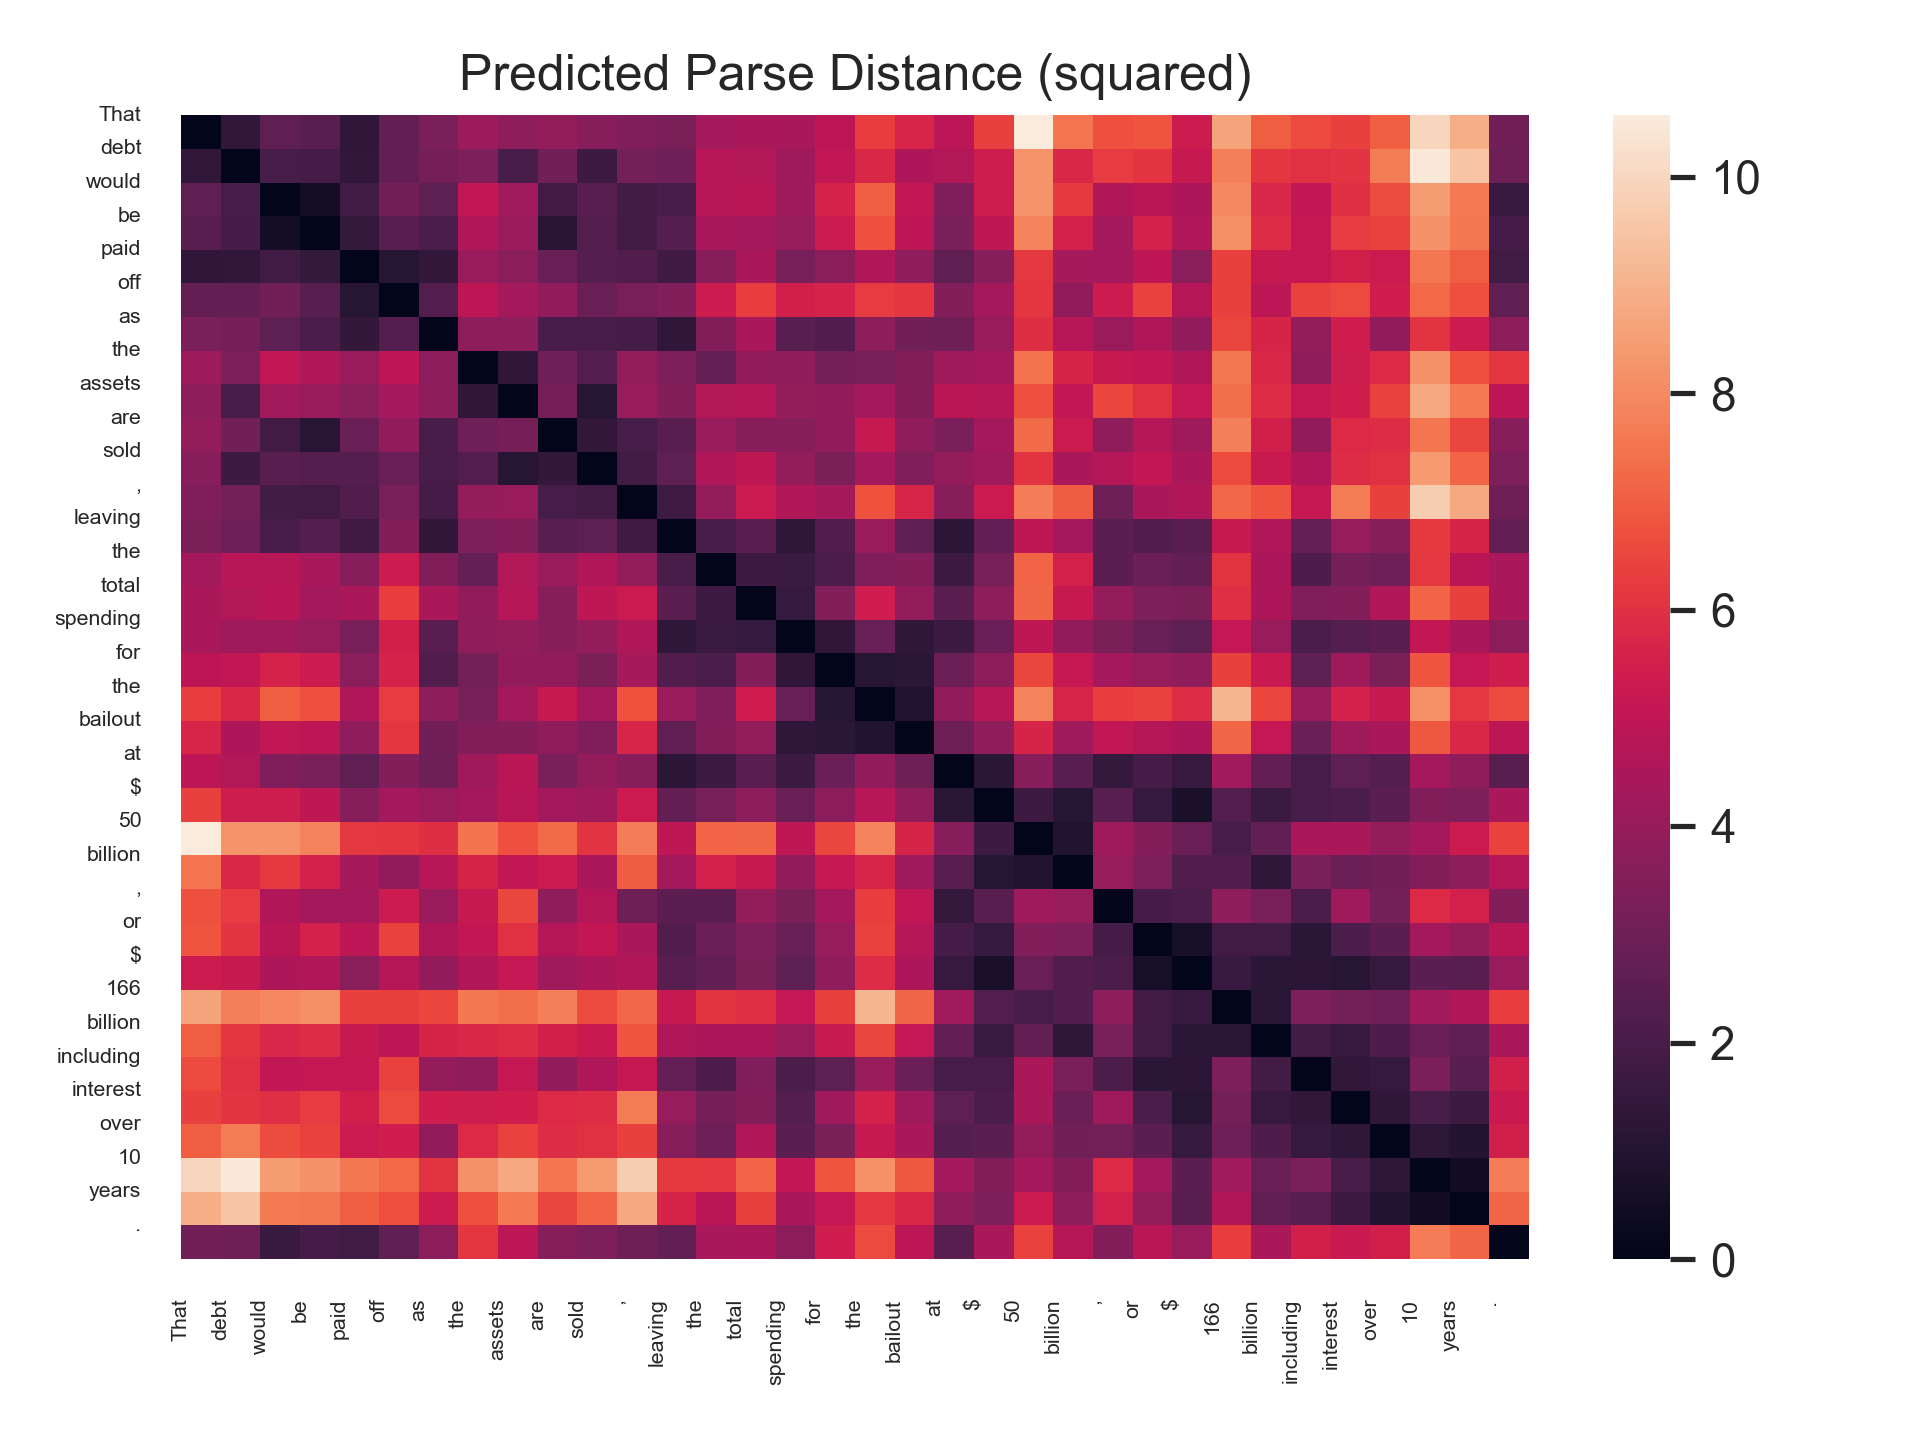 Predicted Parse Distance (squared)
That
debt
would
be
paid
off
as
the
assets
are
sold
,
leaving
the
total
spending
for
the
bailout
at
$
50
billion
,
or
$
166
billion
including
interest
over
10
years
.
10
8
6
4
2
0
That debt would be paid off as the assets are sold , leaving the total spending for the bailout at $ 50 billion , or $ 166 billion including interest over 10 years .